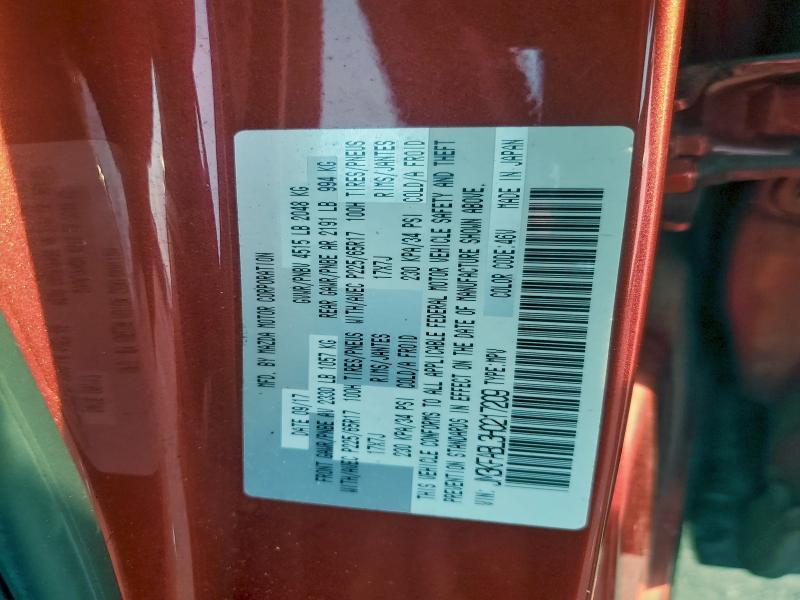 MFD. BY MAZDA MOTOR CORPORATION
DATE 09/17 GVWR/PNBV 4515 LB 2048 KG
FRONT GAWR/PNBE AV 2330 LB 1057 KG REAR GAWR/PNBE AR 2191 LB 994 KG
WITH/AVEC P225/65R17 100H TIRES/PNEUS WITH/AVEC P225/65R17 100H TIRES/PNEUS
17X7J RIMS/JANTES 17X7J RIMS/JANTES
230 KPA/34 PSI COLD/A FROID 230 KPA/34 PSI COLD/A FROID
THIS VEHICLE CONFORMS TO ALL APPLICABLE FEDERAL MOTOR VEHICLE SAFETY AND THEFT
PREVENTION STANDARDS IN EFFECT ON THE DATE OF MANUFACTURE SHOWN ABOVE.
VIN: JM3KFABL3H0217209 TYPE:MPV COLOR CODE:46V MADE IN JAPAN